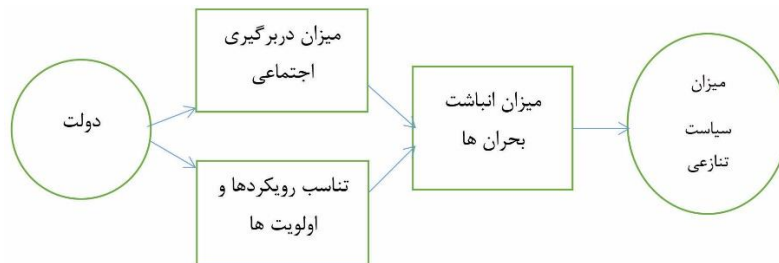 دولت
میزان دربرگیری
اجتماعی
تناسب رویکردها و
اولویت ها
میزان انباشت
بحران ها
میزان
سیاست
تنازعی